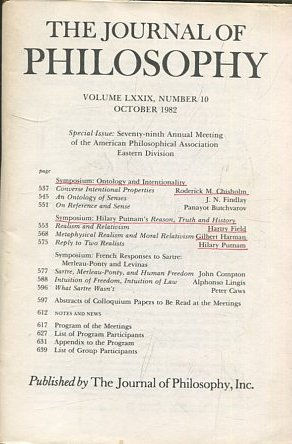 THE JOURNAL OF
PHILOSOPHY
VOLUME LXXIX, NUMBER 10
OCTOBER 1982
Special Issue: Seventy-ninth Annual Meeting
of the American Philosophical Association
Eastern Division
page
Symposium: Ontology and Intentionality
537 Converse Intentional Properties Roderick M. Chisholm
545 An Ontology of Senses J. N. Findlay
551 On Reference and Sense Panayot Butchvarov
Symposium: Hilary Putnam's Reason, Truth and History
553 Realism and Relativism Hartry Field
568 Metaphysical Realism and Moral Relativism Gilbert Harman
575 Reply to Two Realists Hilary Putnam
Symposium: French Responses to Sartre:
Merleau-Ponty and Levinas
577 Sartre, Merleau-Ponty, and Human Freedom John Compton
588 Intuition of Freedom, Intuition of Law Alphonso Lingis
596 What Sartre Wasn't Peter Caws
597 Abstracts of Colloquium Papers to Be Read at the Meetings
612 NOTES AND NEWS
617 Program of the Meetings
627 List of Program Participants
631 Appendix to the Program
639 List of Group Participants
Published by The Journal of Philosophy, Inc.